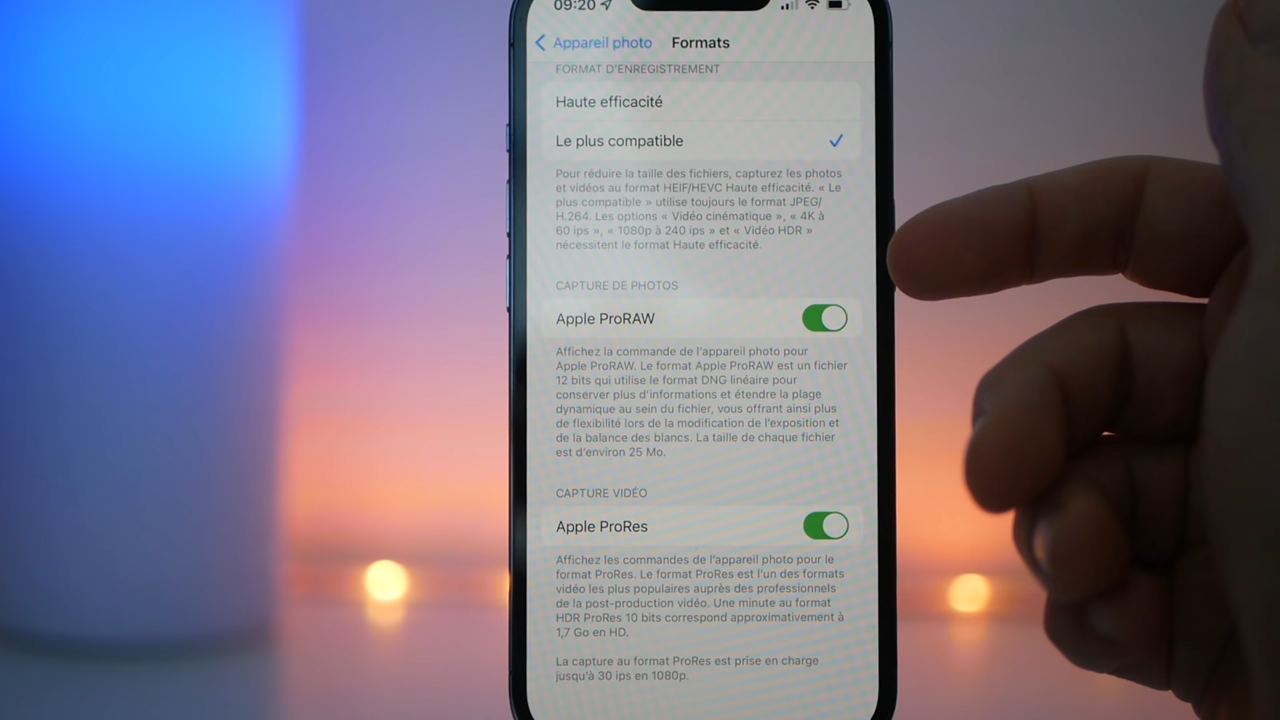 09:20
Appareil photo Formats
FORMAT D'ENREGISTREMENT
Haute efficacité
Le plus compatible
Pour réduire la taille des fichiers, capturez les photos
et vidéos au format HEIF/HEVC Haute efficacité. « Le
plus compatible » utilise toujours le format JPEG/
H.264. Les options « Vidéo cinématique », « 4K à
60 ips », « 1080p à 240 ips » et « Vidéo HDR »
nécessitent le format Haute efficacité.
CAPTURE DE PHOTOS
Apple ProRAW
Affichez la commande de l'appareil photo pour
Apple ProRAW. Le format Apple ProRAW est un fichier
12 bits qui utilise le format DNG linéaire pour
conserver plus d'informations et étendre la plage
dynamique au sein du fichier, vous offrant ainsi plus
de flexibilité lors de la modification de l'exposition et
de la balance des blancs. La taille de chaque fichier
est d'environ 25 Mo.
CAPTURE VIDÉO
Apple ProRes
Affichez les commandes de l'appareil photo pour le
format ProRes. Le format ProRes est l'un des formats
vidéo les plus populaires auprès des professionnels
de la post-production vidéo. Une minute au format
HDR ProRes 10 bits correspond approximativement à
1,7 Go en HD.
La capture au format ProRes est prise en charge
jusqu'à 30 ips en 1080p.